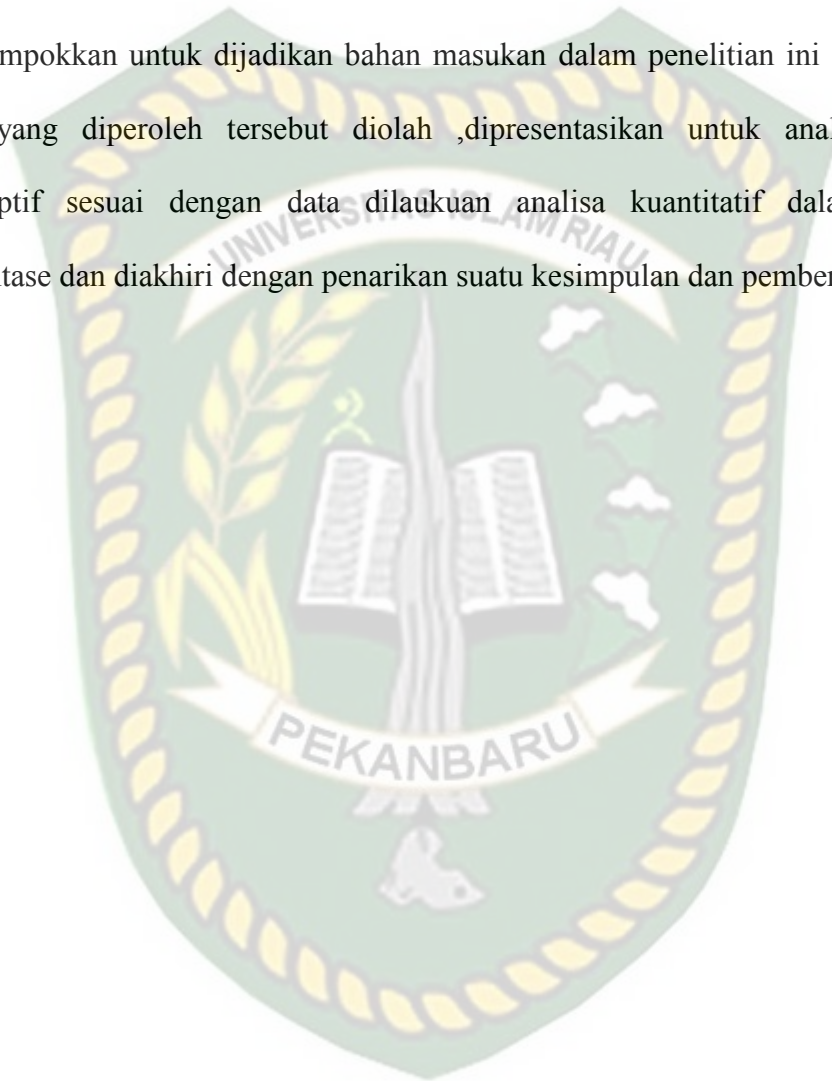 mpokkan untuk dijadikan bahan masukan dalam penelitian ini
yang diperoleh tersebut diolah ,dipresentasikan untuk anal
ptif sesuai dengan data dilaukuan analisa kuantitatif dala
ntase dan diakhiri dengan penarikan suatu kesimpulan dan pember
UNIVERSITAS ISLAM RIAU
PEKANBARU